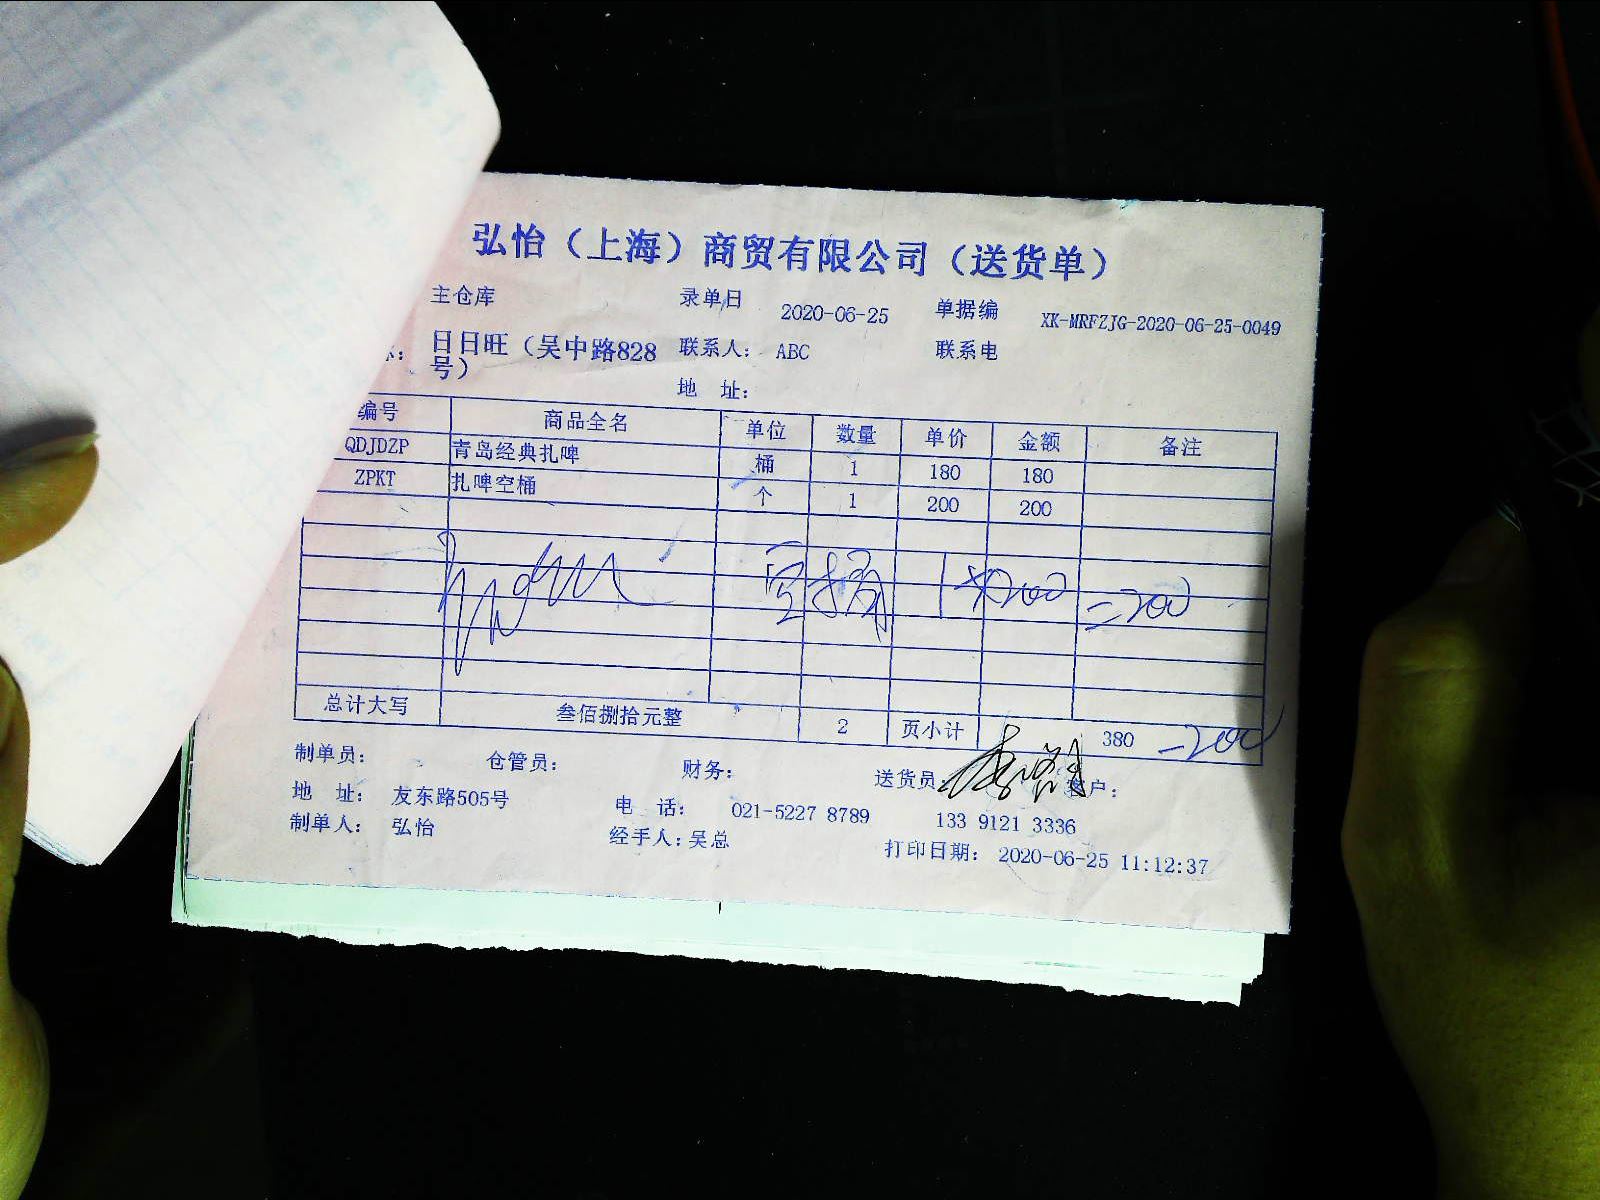 弘怡（上海）商贸有限公司（送货单）
主仓库 录单日 2020-06-25 单据编 XK-MRFZJG-2020-06-25-0049
日日旺（吴中路828号） 联系人： ABC 联系电
地 址：
编号 商品全名 单位 数量 单价 金额 备注
QDJDZP 青岛经典扎啤 桶 1 180 180
ZPKT 扎啤空桶 个 1 200 200
空桶 1×200 =200
总计大写 叁佰捌拾元整 2 页小计 380 -200
制单员： 仓管员： 财务： 送货员： 客户：
地 址： 友东路505号 电 话： 021-5227 8789 133 9121 3336
制单人： 弘怡 经手人：吴总 打印日期： 2020-06-25 11:12:37